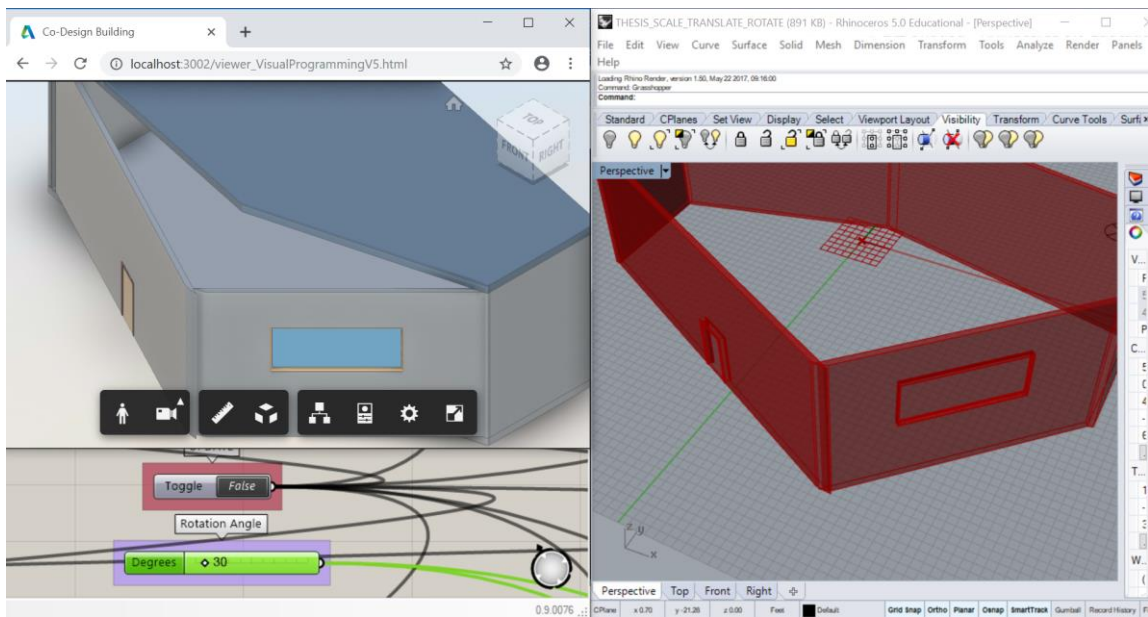 Co-Design Building
localhost:3002/viewer_VisualProgrammingV5.html
TOP
FRONT
RIGHT
Toggle False
Rotation Angle
Degrees 30
0.9.0076
THESIS_SCALE_TRANSLATE_ROTATE (891 KB) - Rhinoceros 5.0 Educational - [Perspective]
File Edit View Curve Surface Solid Mesh Dimension Transform Tools Analyze Render Panels
Help
Loading Rhino Render, version 1.50, May 22 2017, 09:16:00
Command: Grasshopper
Command:
Standard CPlanes Set View Display Select Viewport Layout Visibility Transform Curve Tools
Perspective
z y
x
V...
P
C...
T...
W...
Perspective Top Front Right
CPlane x 0.70 y -21.26 z 0.00 Feet Default Grid Snap Ortho Planar Osnap SmartTrack Gumball Record History